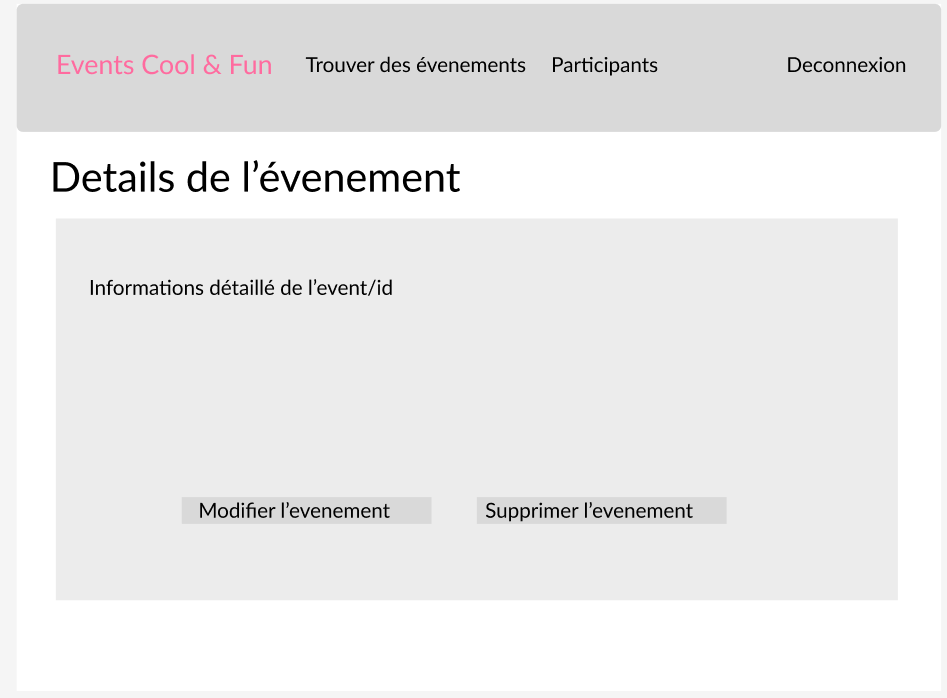 Events Cool & Fun Trouver des évenements Participants Deconnexion
Details de l’évenement
Informations détaillé de l’event/id
Modifier l’evenement Supprimer l’evenement